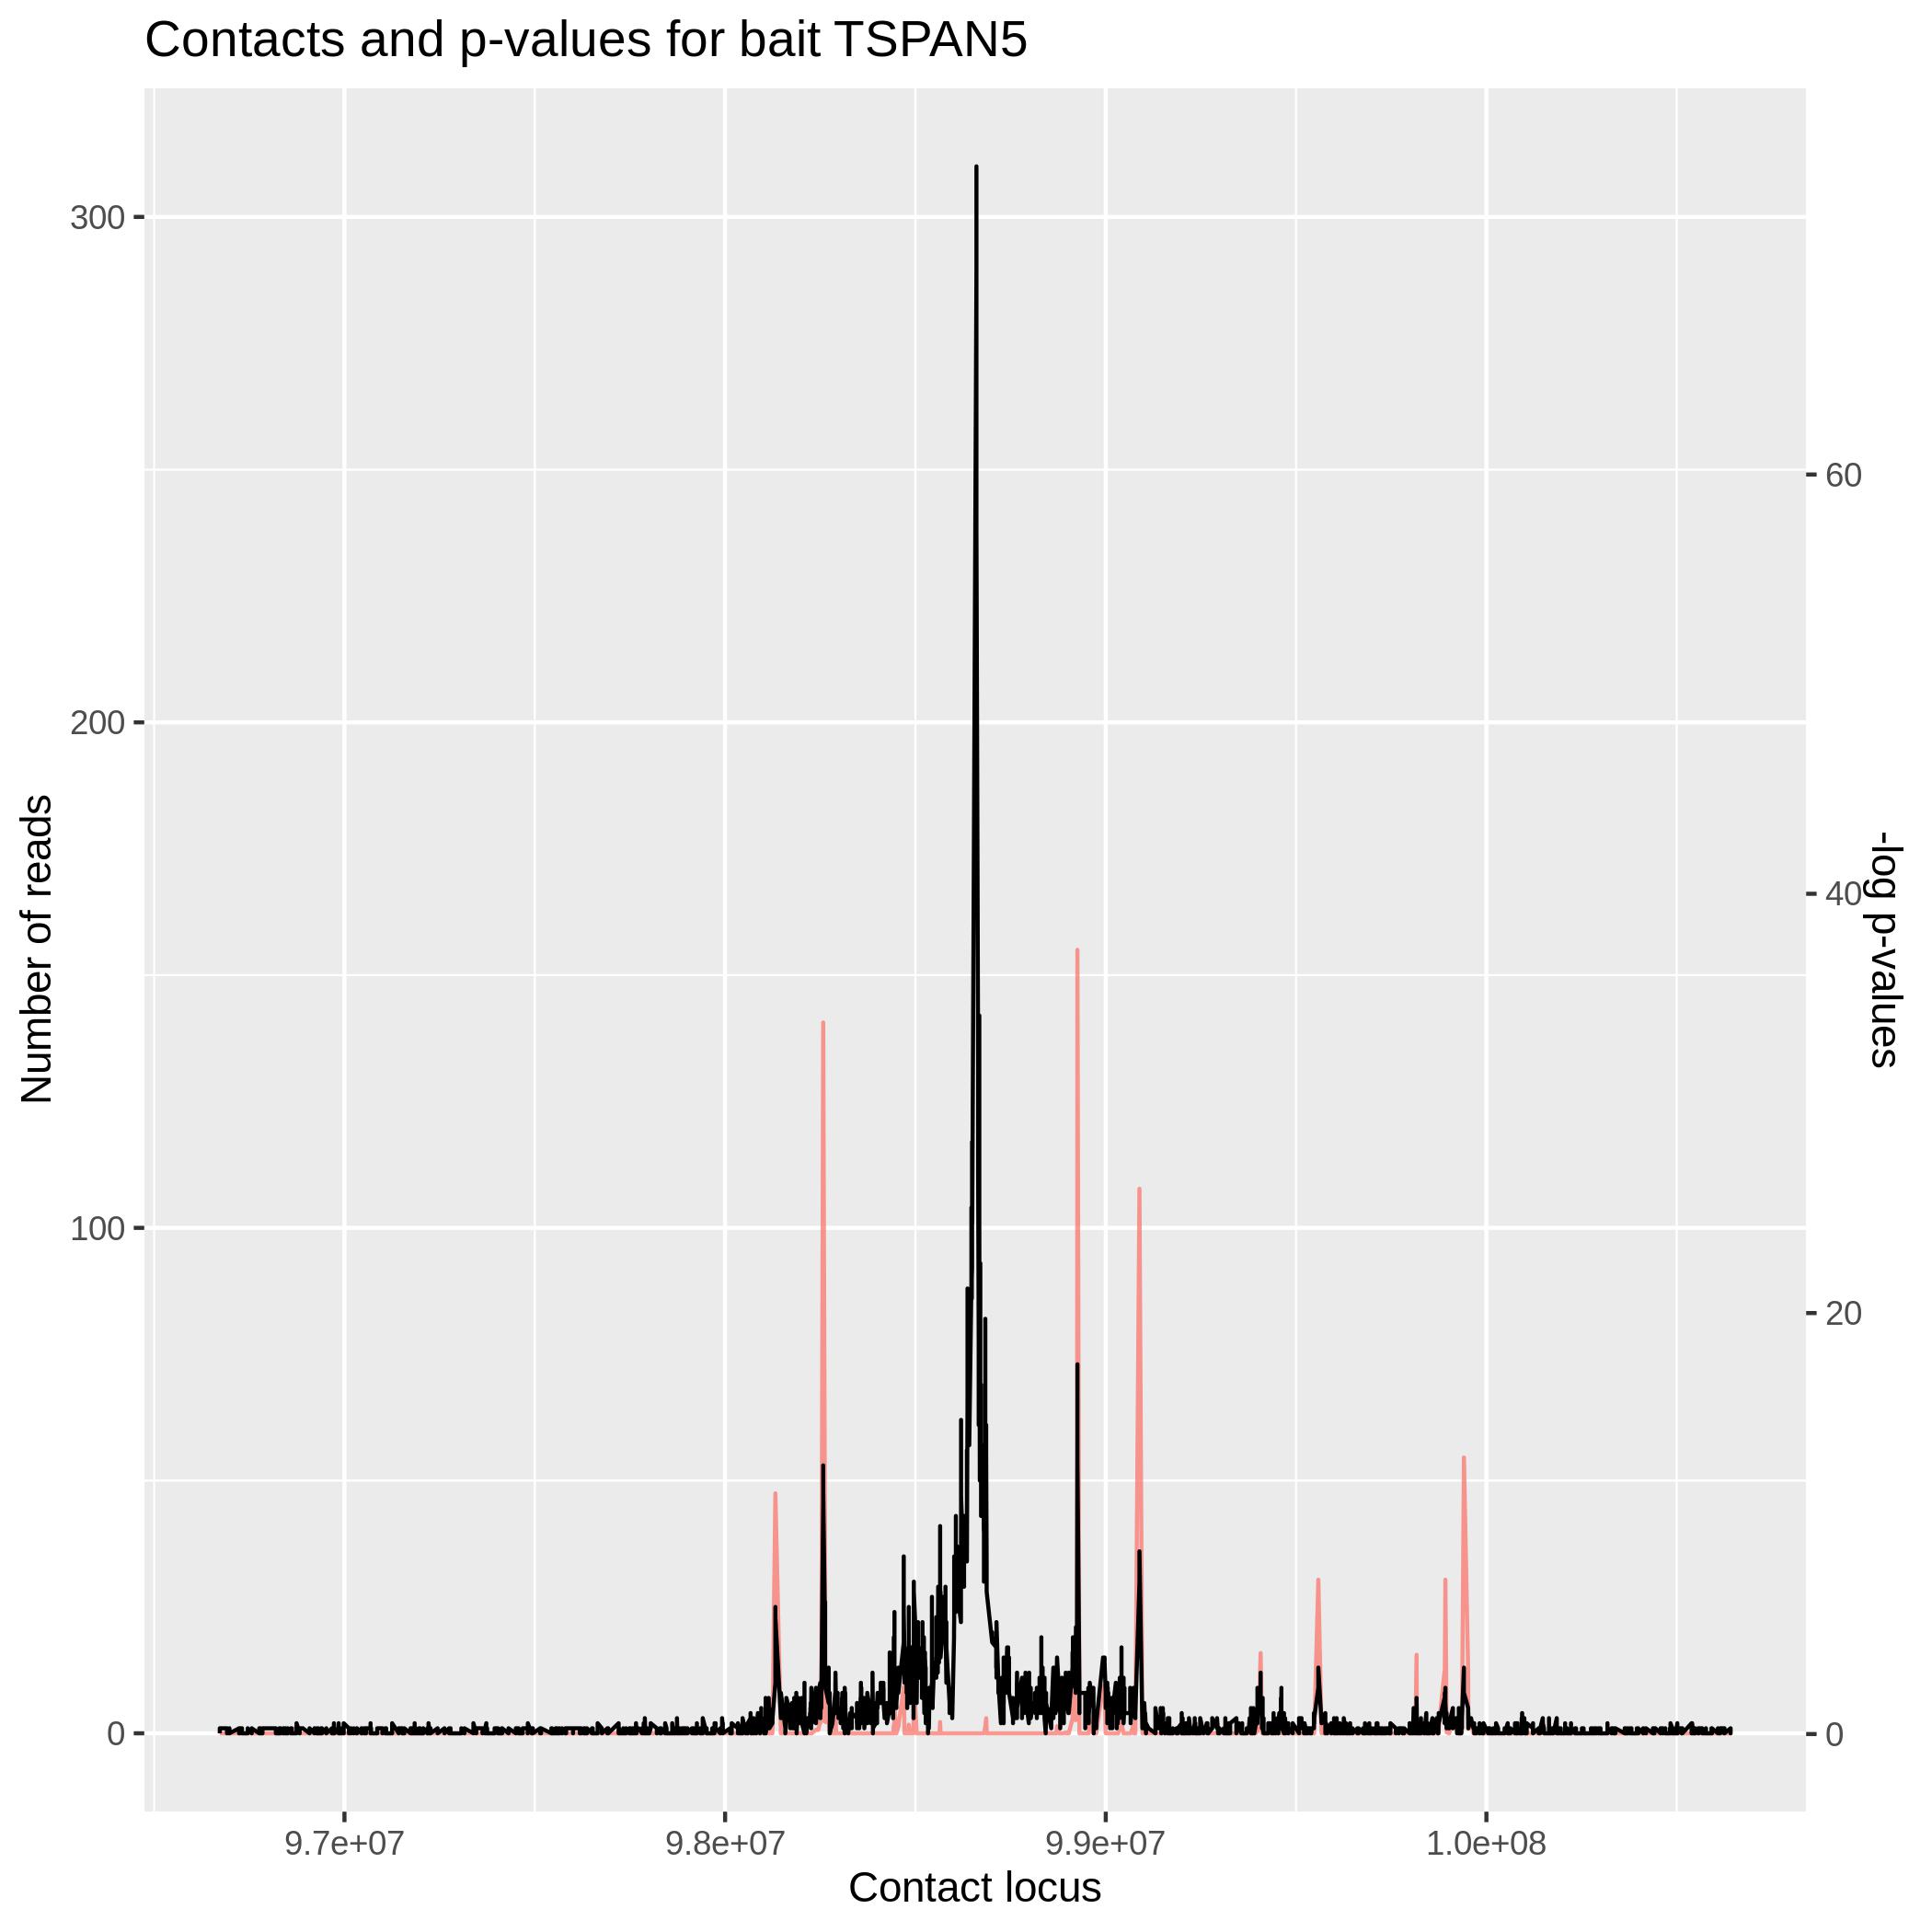 Contacts and p-values for bait TSPAN5
300
200
100
0
Number of reads
60
40
20
0
-log p-values
9.7e+07 9.8e+07 9.9e+07 1.0e+08
Contact locus